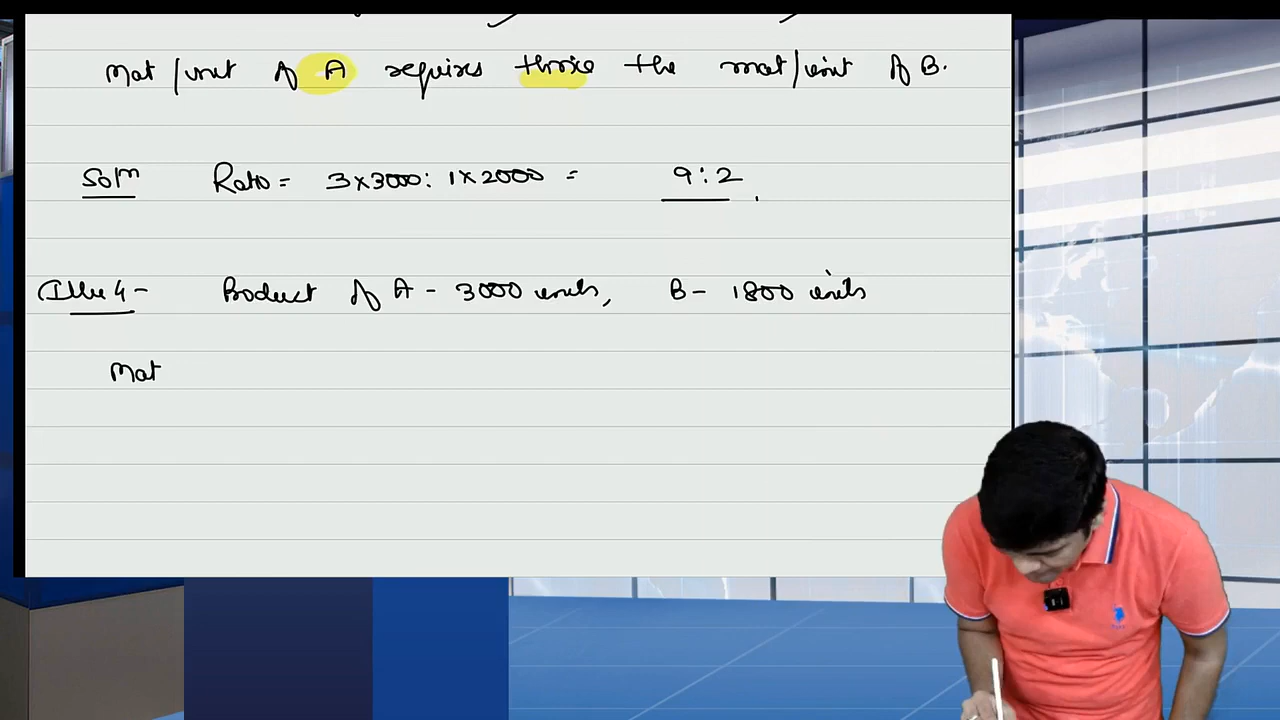 Mat/unit of A requires thrice the mat/unit of B.
Soln Ratio = 3x3000 : 1x2000 = 9:2.
Illu 4- Product of A - 3000 units, B- 1800 units
Mat